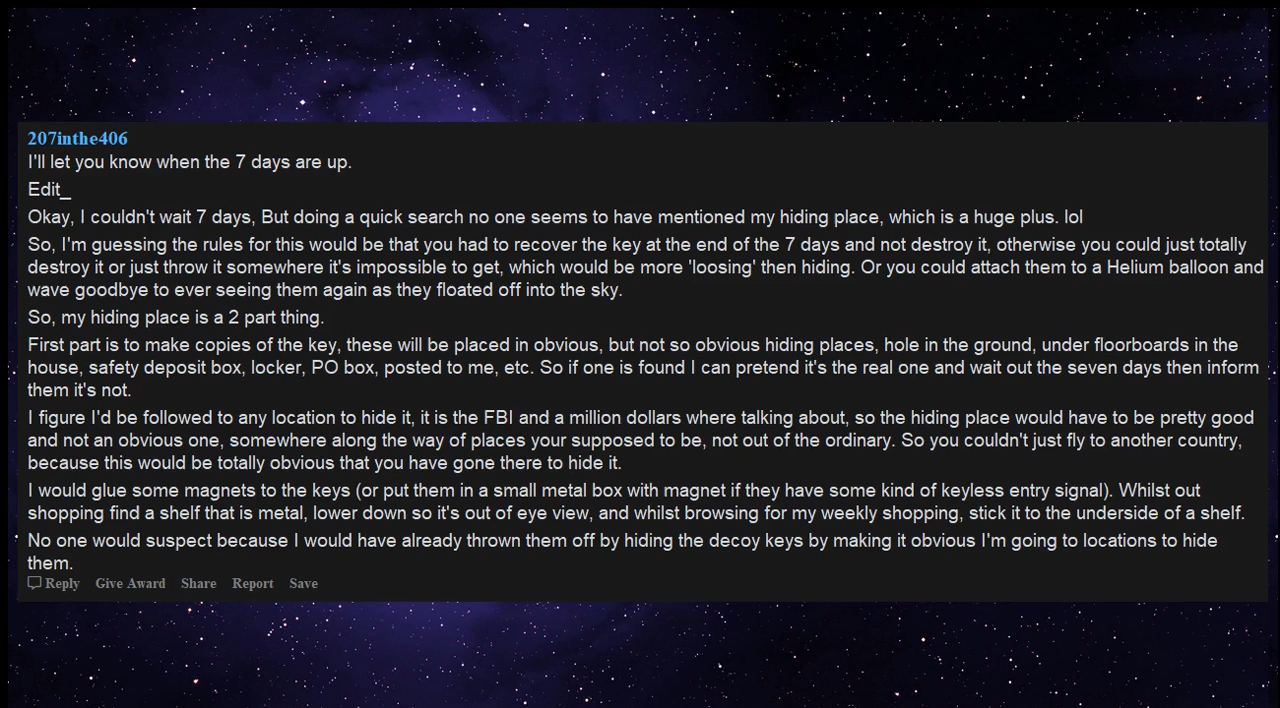 207inthe406
I'll let you know when the 7 days are up.
Edit_
Okay, I couldn't wait 7 days, But doing a quick search no one seems to have mentioned my hiding place, which is a huge plus. lol
So, I'm guessing the rules for this would be that you had to recover the key at the end of the 7 days and not destroy it, otherwise you could just totally
destroy it or just throw it somewhere it's impossible to get, which would be more 'loosing' then hiding. Or you could attach them to a Helium balloon and
wave goodbye to ever seeing them again as they floated off into the sky.
So, my hiding place is a 2 part thing.
First part is to make copies of the key, these will be placed in obvious, but not so obvious hiding places, hole in the ground, under floorboards in the
house, safety deposit box, locker, PO box, posted to me, etc. So if one is found I can pretend it's the real one and wait out the seven days then inform
them it's not.
I figure I'd be followed to any location to hide it, it is the FBI and a million dollars where talking about, so the hiding place would have to be pretty good
and not an obvious one, somewhere along the way of places your supposed to be, not out of the ordinary. So you couldn't just fly to another country,
because this would be totally obvious that you have gone there to hide it.
I would glue some magnets to the keys (or put them in a small metal box with magnet if they have some kind of keyless entry signal). Whilst out
shopping find a shelf that is metal, lower down so it's out of eye view, and whilst browsing for my weekly shopping, stick it to the underside of a shelf.
No one would suspect because I would have already thrown them off by hiding the decoy keys by making it obvious I'm going to locations to hide
them.
Reply Give Award Share Report Save